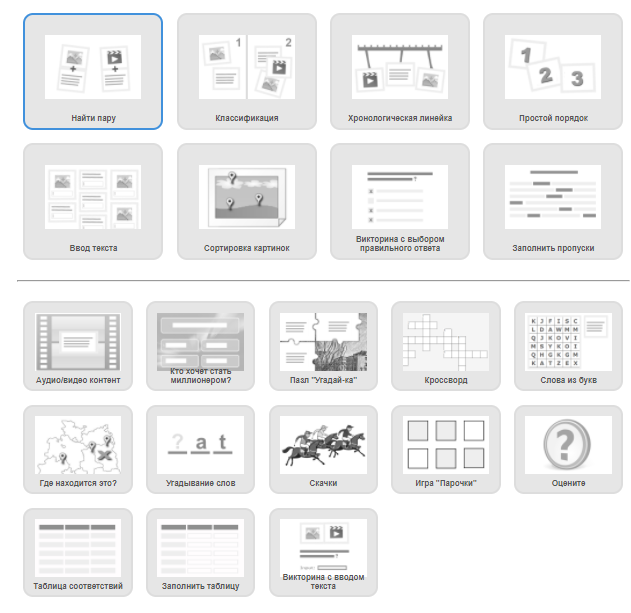 1
2
1
2
3
Найти пару
Классификация
Хронологическая линейка
Простой порядок
Ввод текста
Сортировка картинок
Викторина с выбором
правильного ответа
Заполнить пропуски
K J F I S C
L D A W M M
Q J K O V I
M S Y K O I
Q H G K G M
K A T Z E X
Аудио/видео контент
Кто хочет стать
миллионером?
Пазл "Угадай-ка"
Кроссворд
Слова из букв
? a t
?
Где находится это?
Угадывание слов
Скачки
Игра "Парочки"
Оцените
Таблица соответствий
Заполнить таблицу
Викторина с вводом
текста